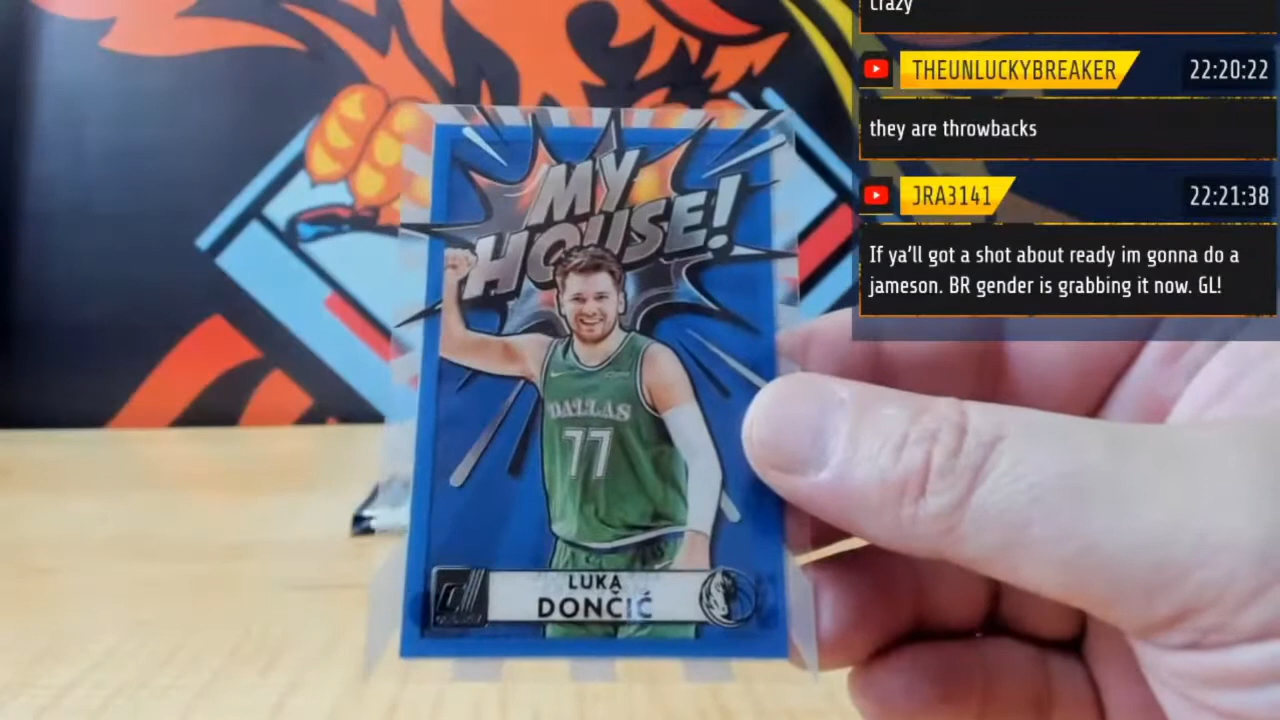 crazy
THEUNLUCKYBREAKER 22:20:22
they are throwbacks
JRA3141 22:21:38
If ya'll got a shot about ready im gonna do a
jameson. BR gender is grabbing it now. GL!
MY
HOUSE!
DALLAS
77
LUKA
DONČIĆ